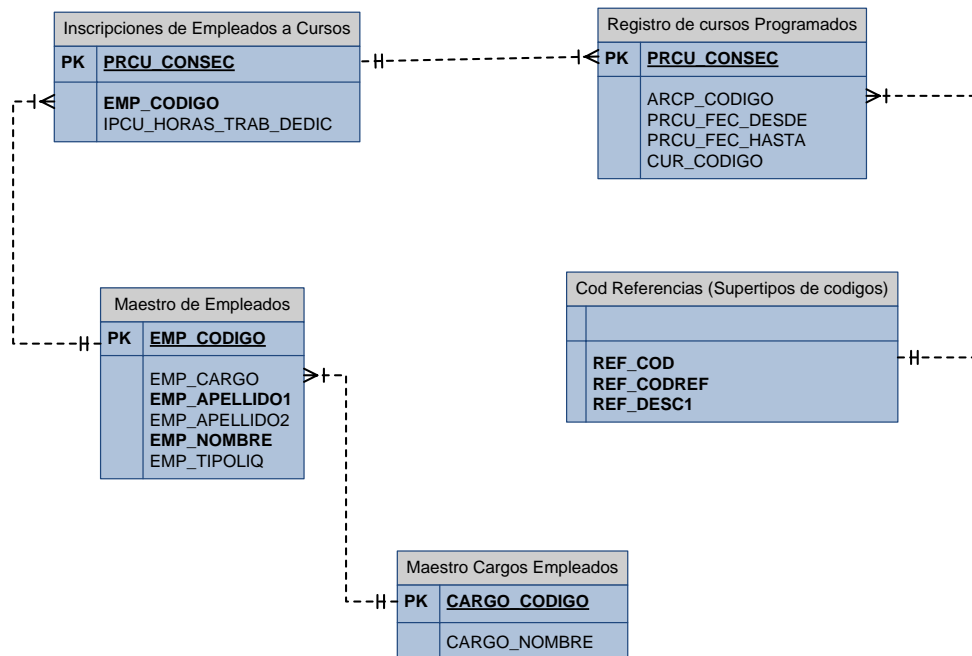 Inscripciones de Empleados a Cursos
PK PRCU_CONSEC
EMP_CODIGO
IPCU_HORAS_TRAB_DEDIC
Registro de cursos Programados
PK PRCU_CONSEC
ARCP_CODIGO
PRCU_FEC_DESDE
PRCU_FEC_HASTA
CUR_CODIGO
Maestro de Empleados
PK EMP_CODIGO
EMP_CARGO
EMP_APELLIDO1
EMP_APELLIDO2
EMP_NOMBRE
EMP_TIPOLIQ
Cod Referencias (Supertipos de codigos)
REF_COD
REF_CODREF
REF_DESC1
Maestro Cargos Empleados
PK CARGO_CODIGO
CARGO_NOMBRE